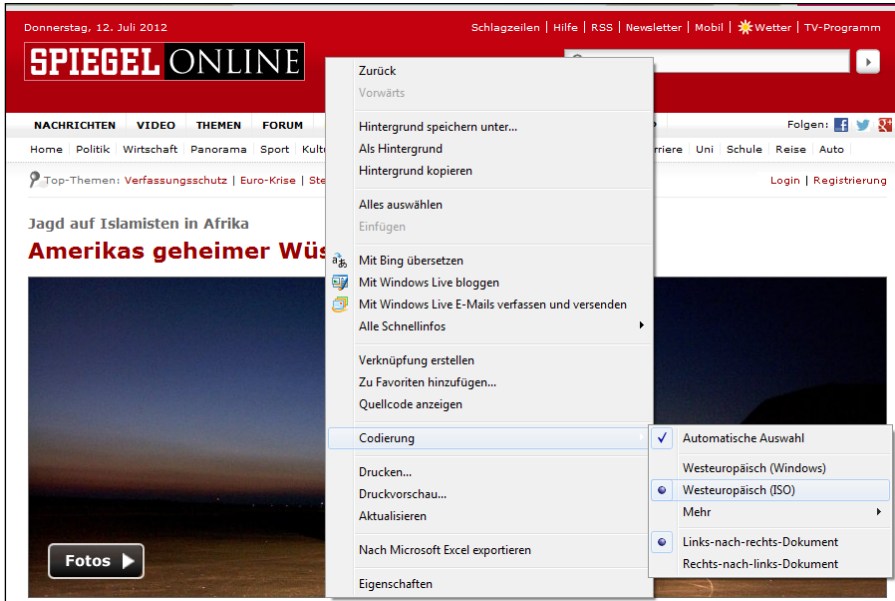 Donnerstag, 12. Juli 2012
Schlagzeilen | Hilfe | RSS | Newsletter | Mobil | Wetter | TV-Programm
SPIEGEL ONLINE
NACHRICHTEN VIDEO THEMEN FORUM
Folgen:
Home Politik Wirtschaft Panorama Sport Uni Schule Reise Auto
Top-Themen: Verfassungsschutz | Euro-Krise |
Login | Registrierung
Jagd auf Islamisten in Afrika
Amerikas geheimer
Fotos
Zurück
Vorwärts
Hintergrund speichern unter...
Als Hintergrund
Hintergrund kopieren
Alles auswählen
Einfügen
Mit Bing übersetzen
Mit Windows Live bloggen
Mit Windows Live E-Mails verfassen und versenden
Alle Schnellinfos
Verknüpfung erstellen
Zu Favoriten hinzufügen...
Quellcode anzeigen
Codierung
Drucken...
Druckvorschau...
Aktualisieren
Nach Microsoft Excel exportieren
Eigenschaften
Automatische Auswahl
Westeuropäisch (Windows)
Westeuropäisch (ISO)
Mehr
Links-nach-rechts-Dokument
Rechts-nach-links-Dokument